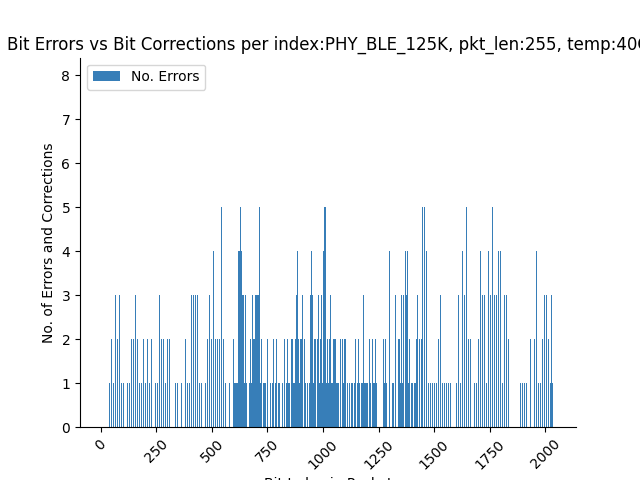 Bit Errors vs Bit Corrections per index:PHY_BLE_125K, pkt_len:255, temp:406
No. Errors
No. of Errors and Corrections
8
7
6
5
4
3
2
1
0
0 250 500 750 1000 1250 1500 1750 2000